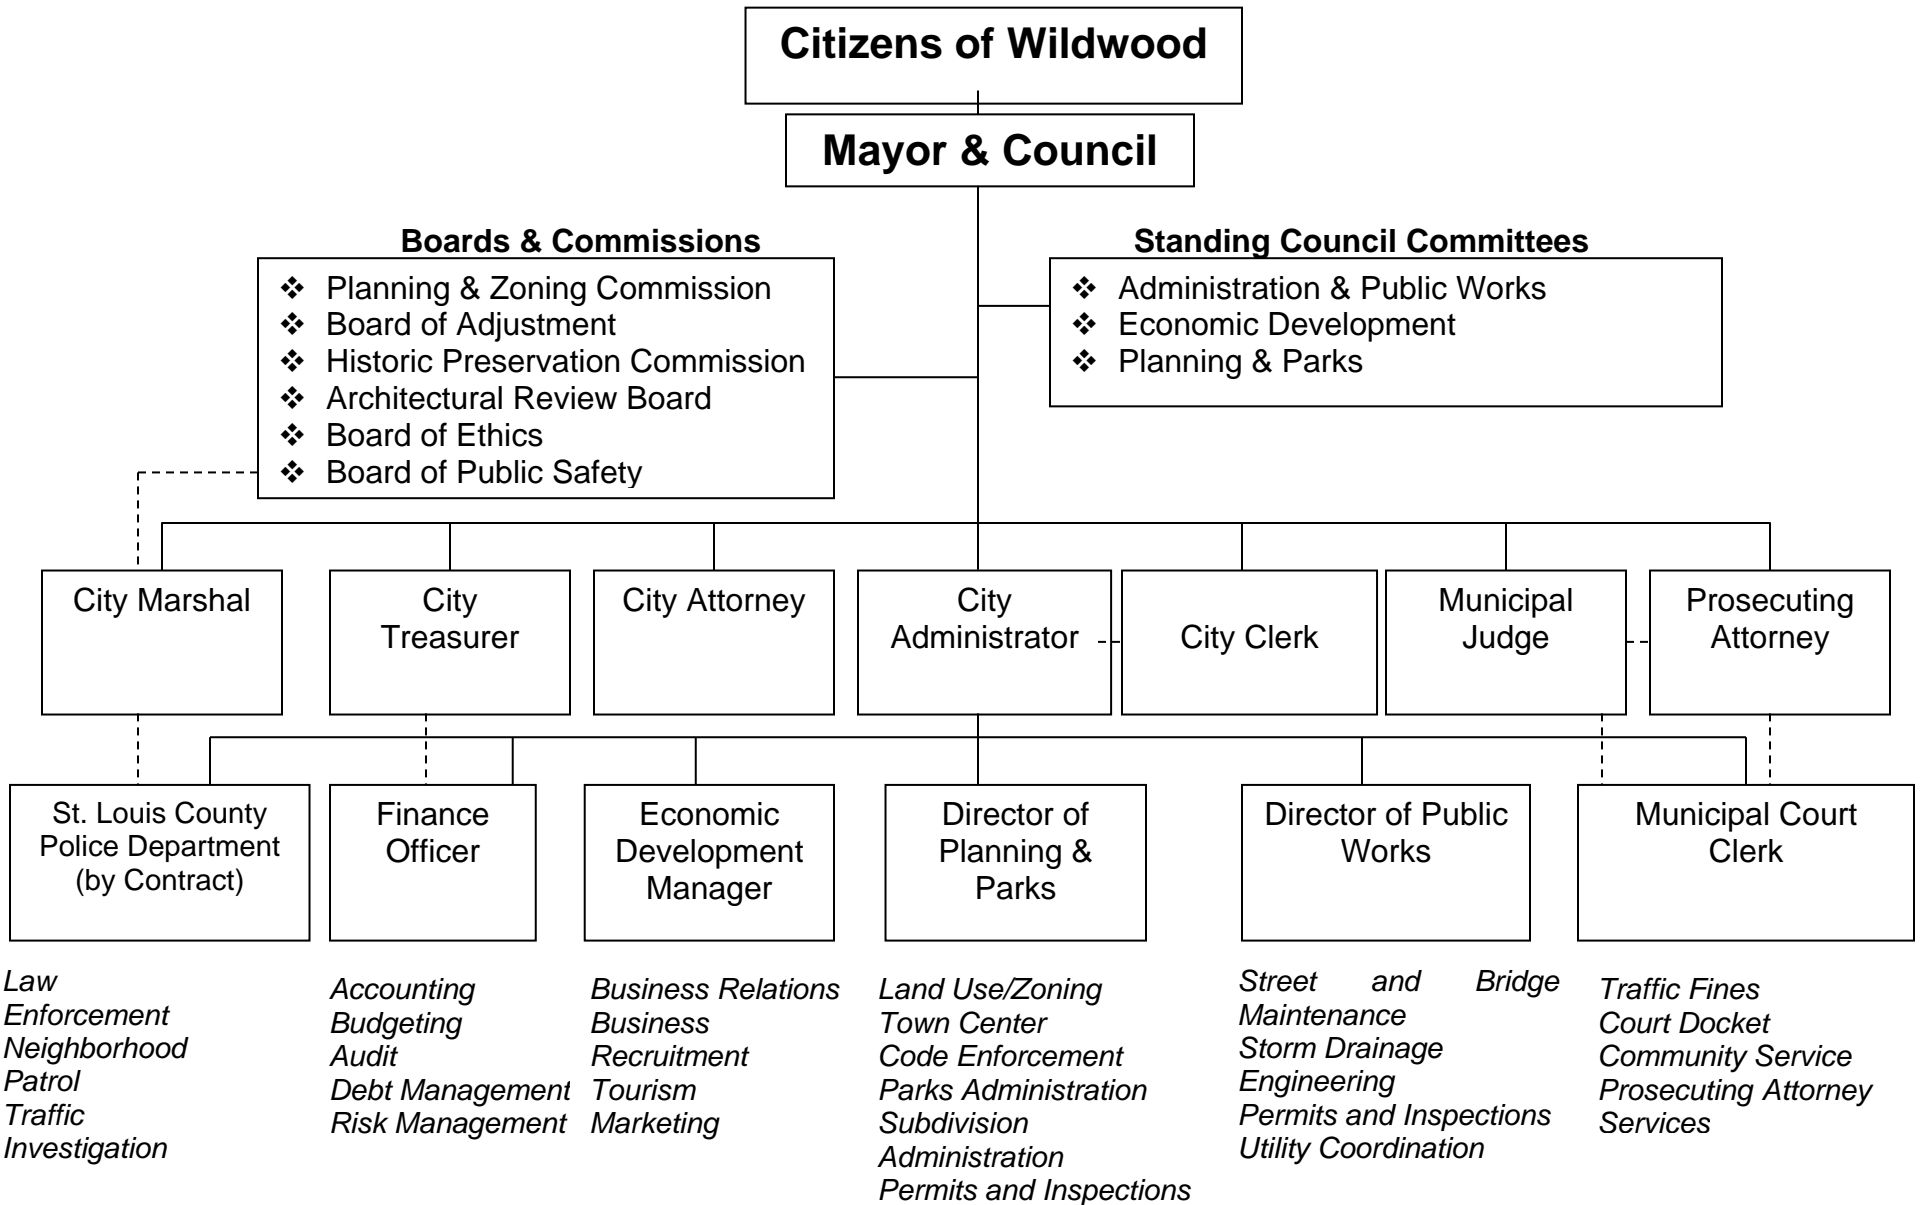 Citizens of Wildwood
Mayor & Council
Boards & Commissions
❖ Planning & Zoning Commission
❖ Board of Adjustment
❖ Historic Preservation Commission
❖ Architectural Review Board
❖ Board of Ethics
❖ Board of Public Safety
Standing Council Committees
❖ Administration & Public Works
❖ Economic Development
❖ Planning & Parks
City Marshal
City
Treasurer
City Attorney
City
Administrator
City Clerk
Municipal
Judge
Prosecuting
Attorney
St. Louis County
Police Department
(by Contract)
Finance
Officer
Economic
Development
Manager
Director of
Planning &
Parks
Director of Public
Works
Municipal Court
Clerk
Law
Enforcement
Neighborhood
Patrol
Traffic
Investigation
Accounting
Budgeting
Audit
Debt Management
Risk Management
Business Relations
Business
Recruitment
Tourism
Marketing
Land Use/Zoning
Town Center
Code Enforcement
Parks Administration
Subdivision
Administration
Permits and Inspections
Street and Bridge
Maintenance
Storm Drainage
Engineering
Permits and Inspections
Utility Coordination
Traffic Fines
Court Docket
Community Service
Prosecuting Attorney
Services